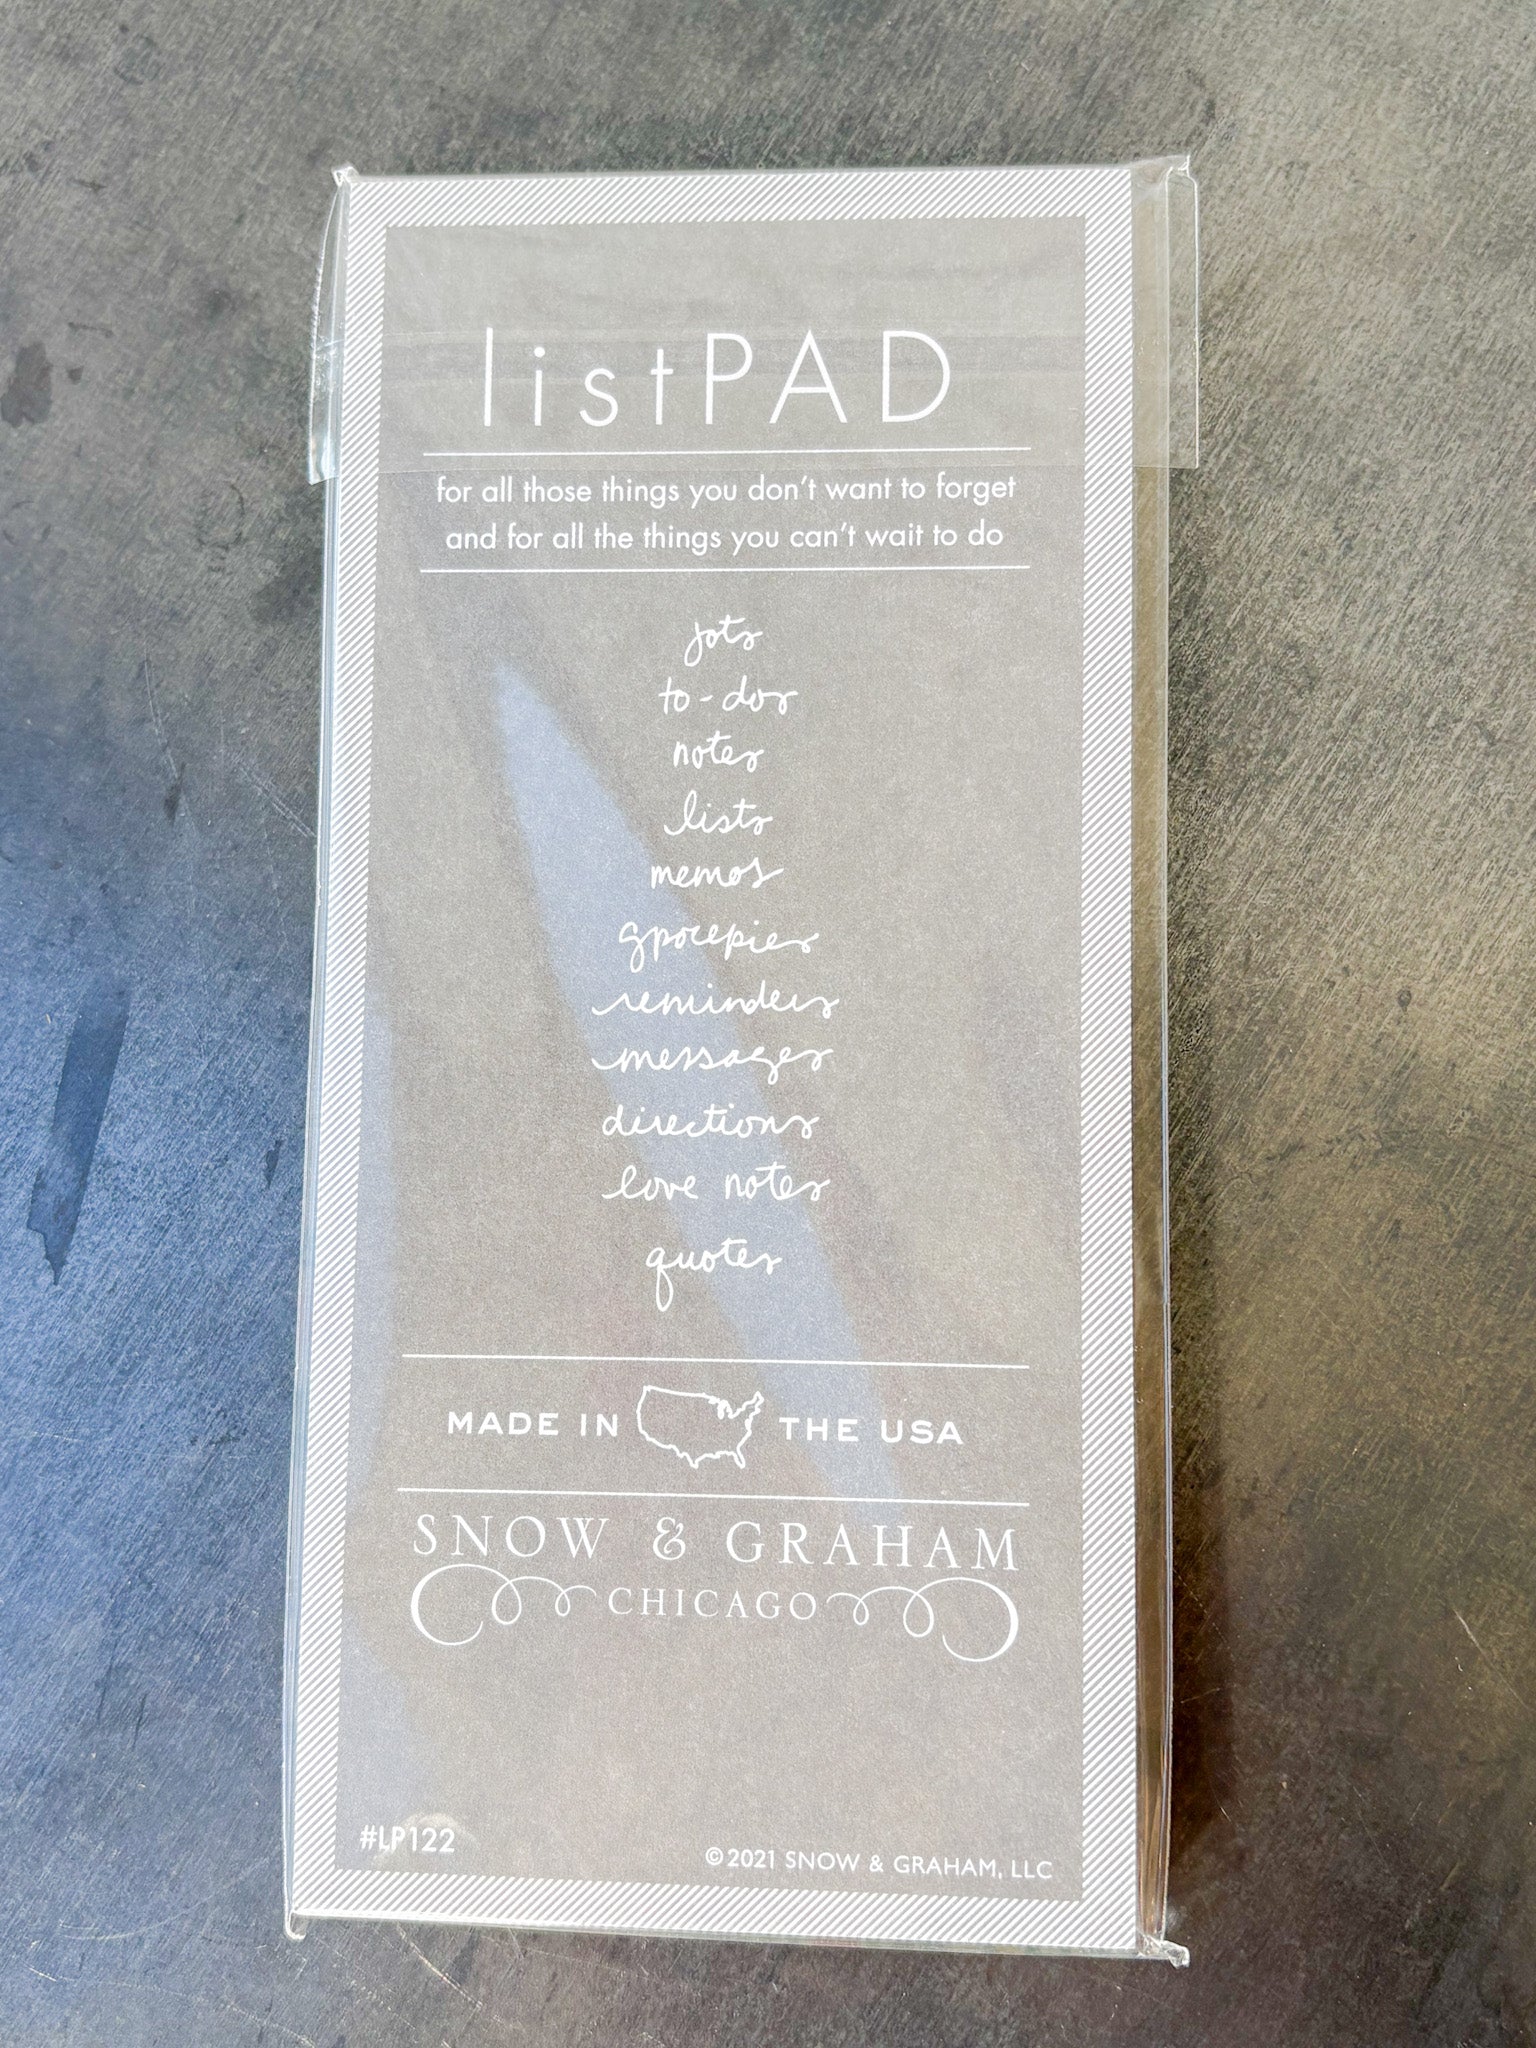 listPAD
for all those things you don't want to forget
and for all the things you can't wait to do
jots
to-dos
notes
lists
memos
groceries
reminders
messages
directions
love notes
quotes
MADE IN THE USA
SNOW & GRAHAM
CHICAGO
#LP122
©2021 SNOW & GRAHAM, LLC